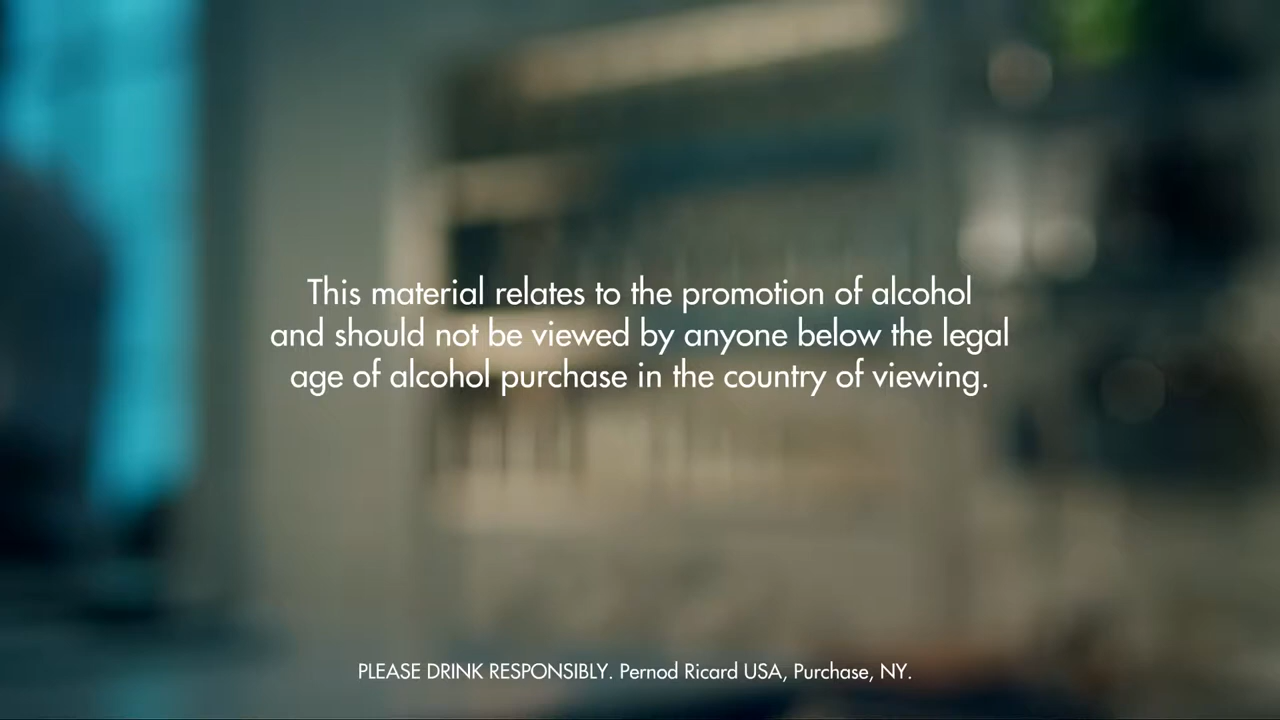 This material relates to the promotion of alcohol
and should not be viewed by anyone below the legal
age of alcohol purchase in the country of viewing.
PLEASE DRINK RESPONSIBLY. Pernod Ricard USA, Purchase, NY.